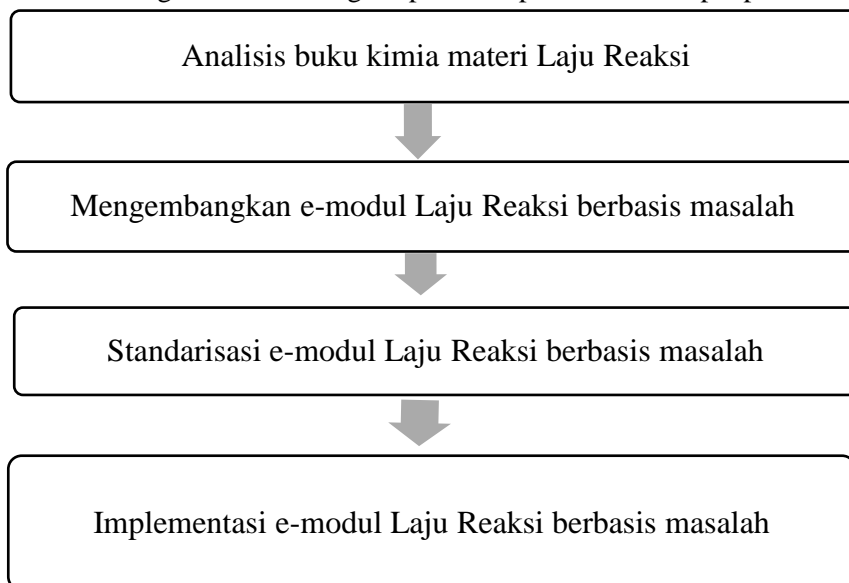 Analisis buku kimia materi Laju Reaksi
Mengembangkan e-modul Laju Reaksi berbasis masalah
Standarisasi e-modul Laju Reaksi berbasis masalah
Implementasi e-modul Laju Reaksi berbasis masalah